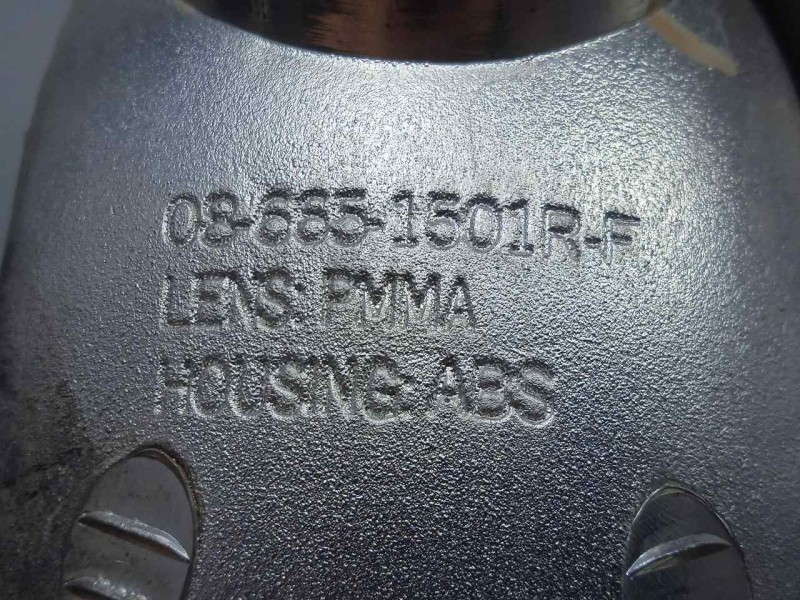 08-685-1501R-F
LENS: PMMA
HOUSING: ABS